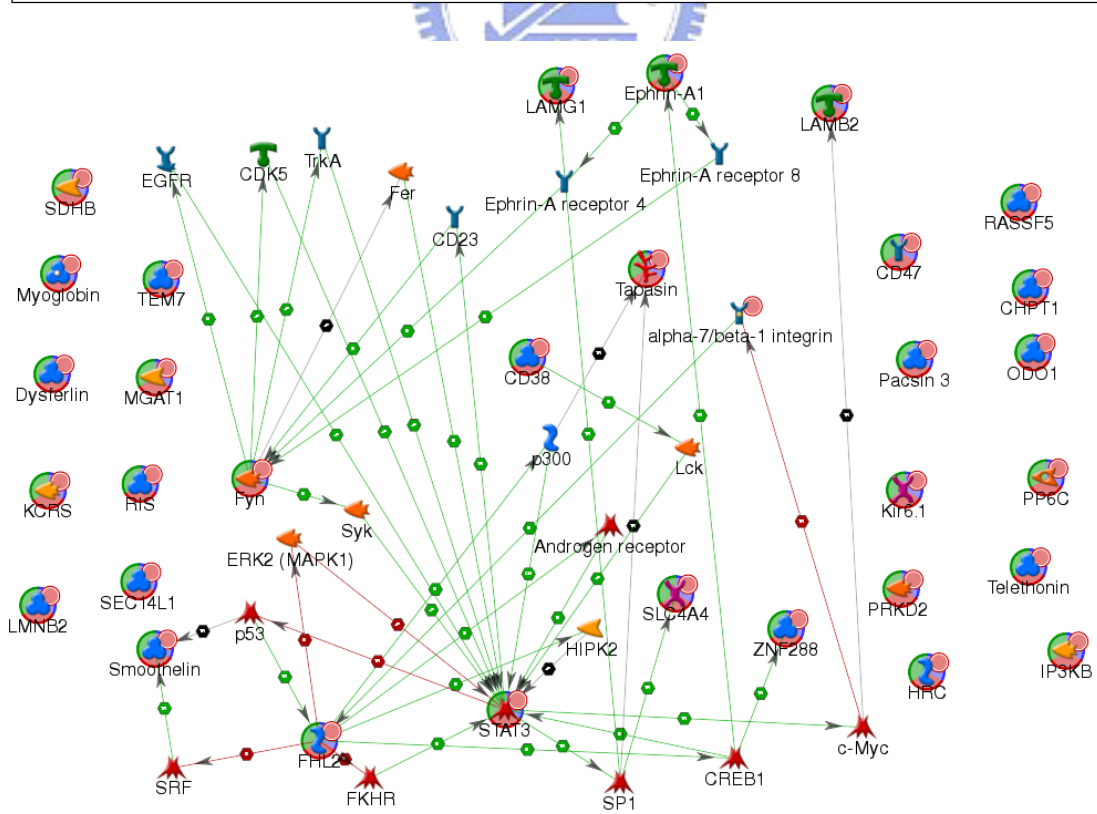 LAMG1
Ephrin-A1
LAMB2
EGFR
CDK5
TrkA
Fer
Ephrin-A receptor 8
SDHB
Ephrin-A receptor 4
RASSF5
CD23
CD47
Myoglobin
TEM7
Tapasin
CHPT1
alpha-7/beta-1 integrin
Dysferlin
MGAT1
CD38
Pacsin 3
ODO1
p300
Lck
KCRS
RIS
Fyn
Kir6.1
PP6C
Syk
ERK2 (MAPK1)
Androgen receptor
LMNB2
SEC14L1
p53
SLC4A4
PRKD2
Telethonin
Smoothelin
HIPK2
ZNF288
HRC
IP3KB
STAT3
c-Myc
SRF
FHL2
FKHR
SP1
CREB1